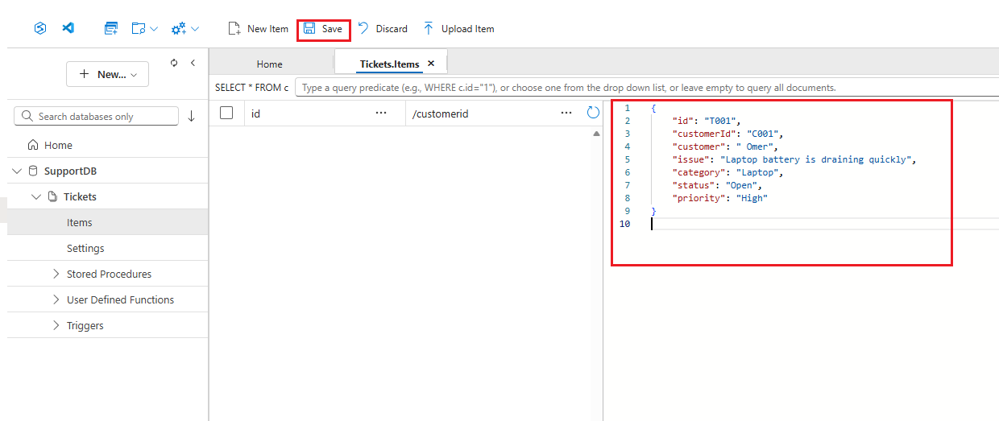 New Item Save Discard Upload Item
New...
Home Tickets.Items
SELECT * FROM c Type a query predicate (e.g., WHERE c.id="1"), or choose one from the drop down list, or leave empty to query all documents.
Search databases only
id ... /customerid ...
Home
SupportDB
Tickets
Items
Settings
Stored Procedures
User Defined Functions
Triggers
1 {
2 "id": "T001",
3 "customerId": "C001",
4 "customer": " Omer",
5 "issue": "Laptop battery is draining quickly",
6 "category": "Laptop",
7 "status": "Open",
8 "priority": "High"
9 }
10